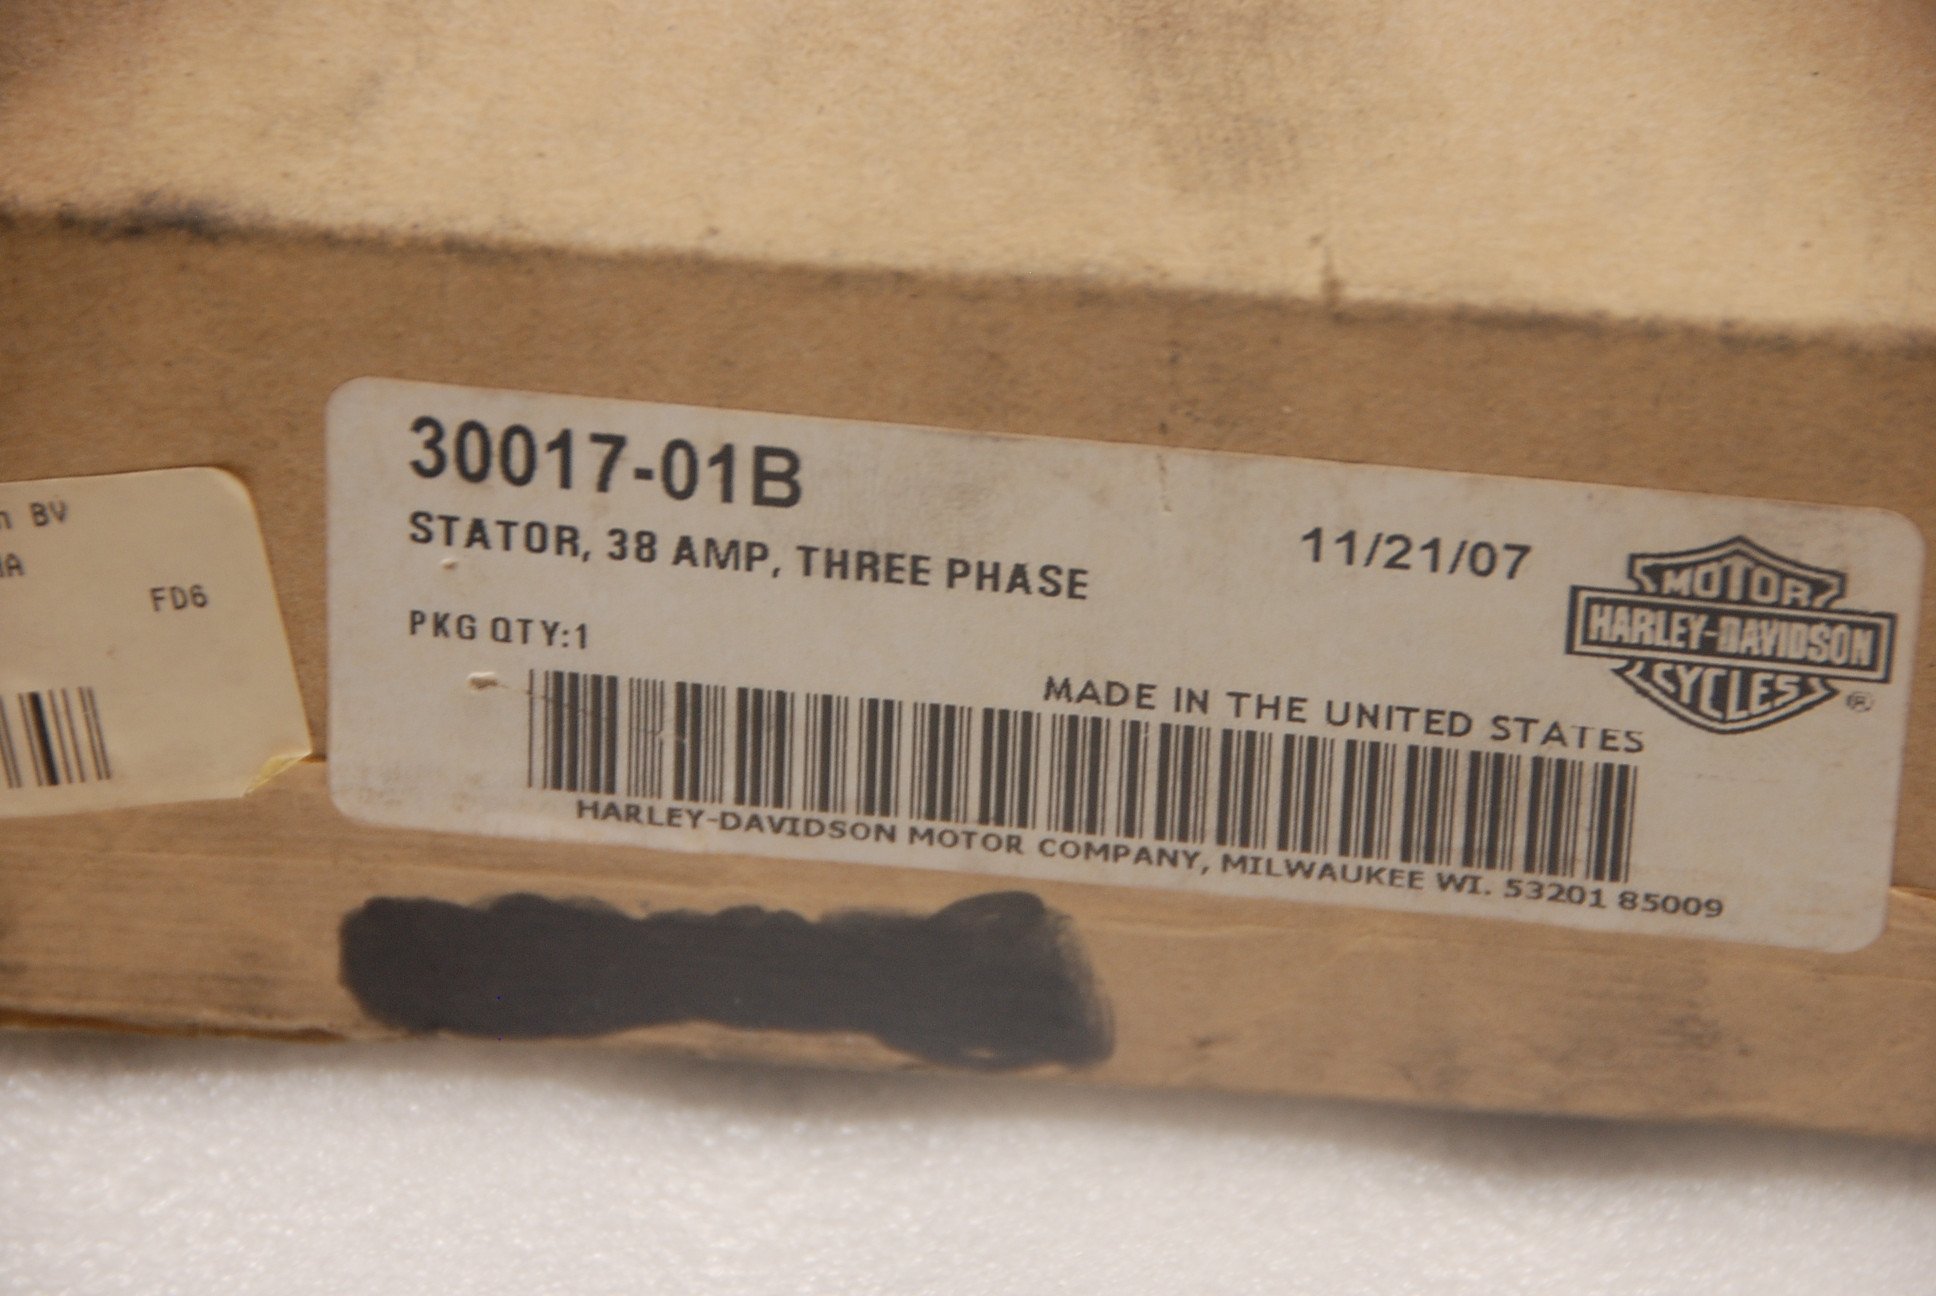 30017-01B
STATOR, 38 AMP, THREE PHASE
11/21/07
PKG QTY:1
MADE IN THE UNITED STATES
HARLEY-DAVIDSON MOTOR COMPANY, MILWAUKEE WI. 53201 85009
MOTOR
HARLEY-DAVIDSON
CYCLES
®
BV
FD6